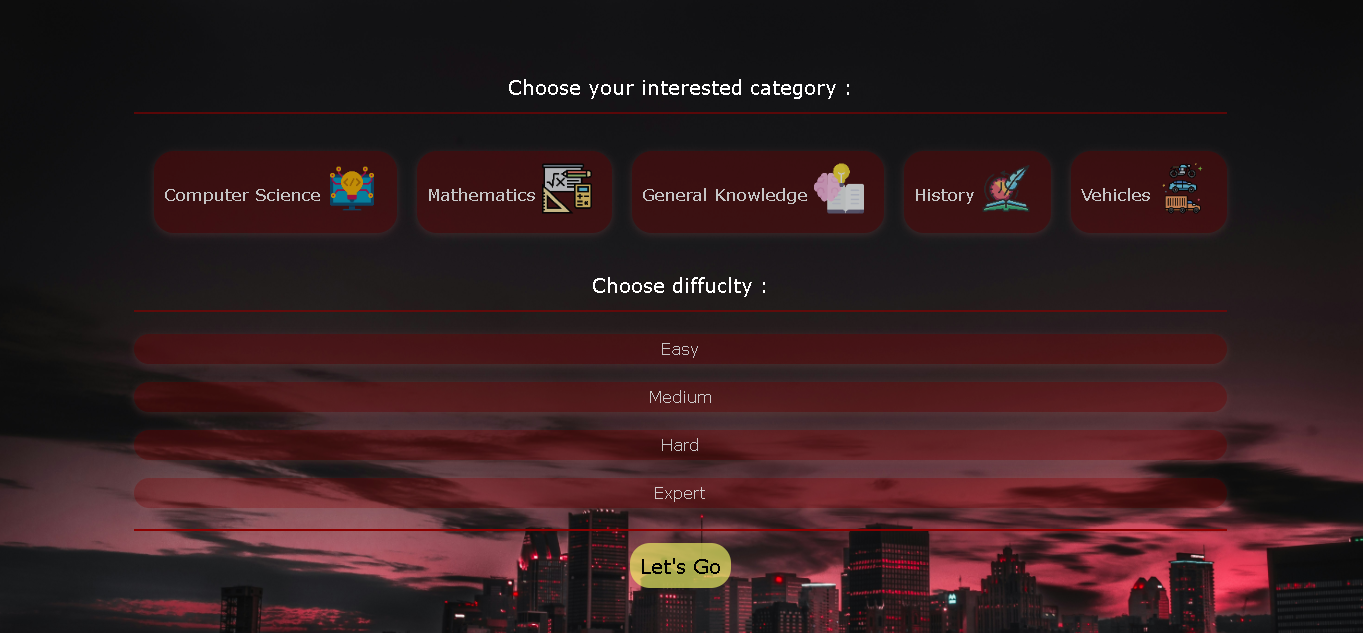 Choose your interested category :
Computer Science
Mathematics
General Knowledge
History
Vehicles
Choose diffuclty :
Easy
Medium
Hard
Expert
Let's Go